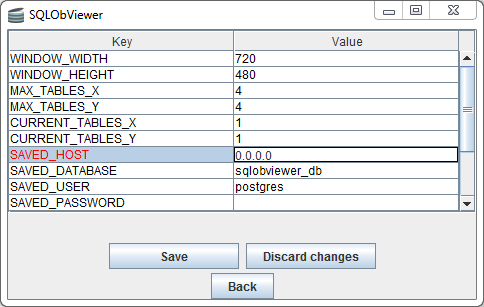 SQLObViewer
Key Value
WINDOW_WIDTH 720
WINDOW_HEIGHT 480
MAX_TABLES_X 4
MAX_TABLES_Y 4
CURRENT_TABLES_X 1
CURRENT_TABLES_Y 1
SAVED_HOST 0.0.0.0
SAVED_DATABASE sqlobviewer_db
SAVED_USER postgres
SAVED_PASSWORD
Save Discard changes
Back